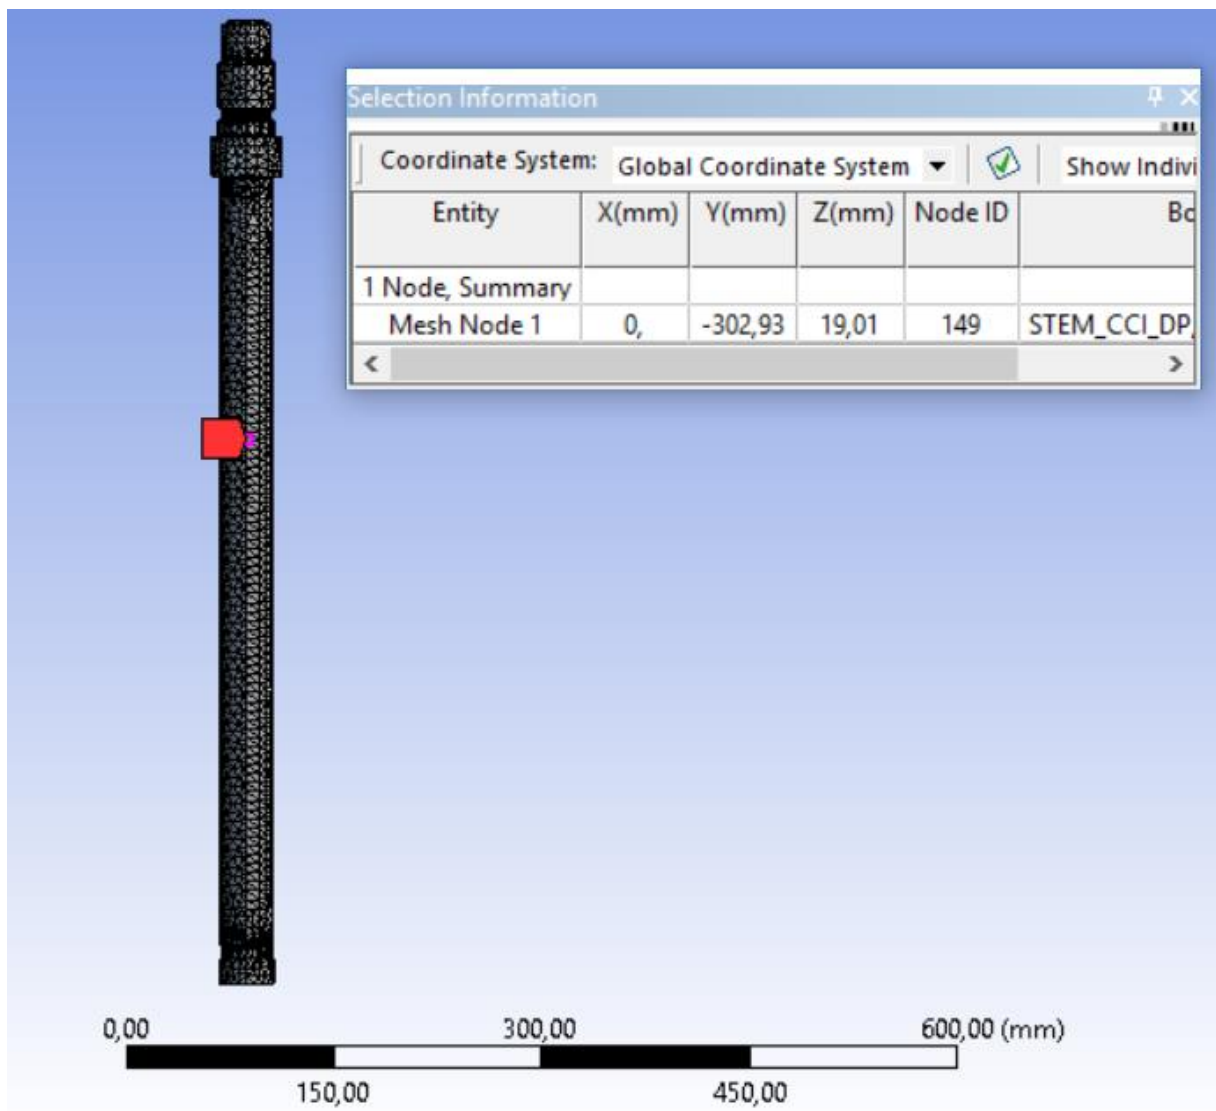 Selection Information
Coordinate System: Global Coordinate System Show Indivi
Entity X(mm) Y(mm) Z(mm) Node ID Bo
1 Node, Summary
Mesh Node 1 0, -302,93 19,01 149 STEM_CCI_DP,
0,00 300,00 600,00 (mm)
150,00 450,00